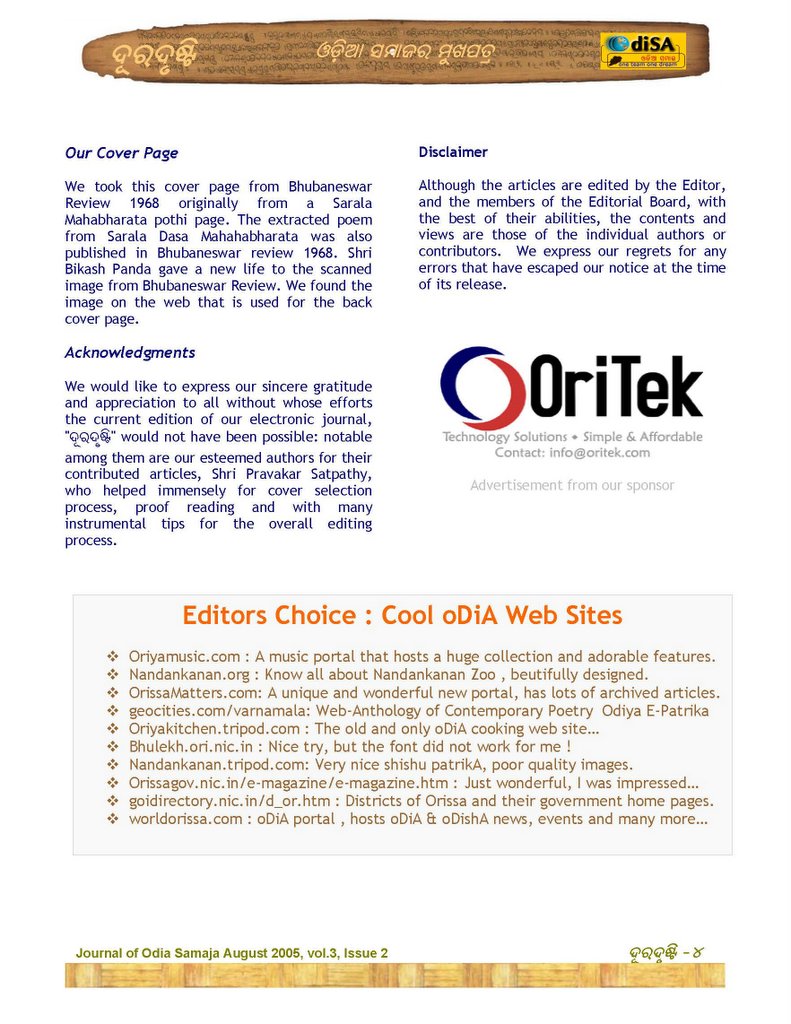 ଦୂରଦୃଷ୍ଟି
ଓଡ଼ିଆ ସମାଜର ମୁଖପତ୍ର
diSA
ଓଡ଼ିଆ ସମାଜ
one team one dream
Our Cover Page
We took this cover page from Bhubaneswar
Review 1968 originally from a Sarala
Mahabharata pothi page. The extracted poem
from Sarala Dasa Mahahabharata was also
published in Bhubaneswar review 1968. Shri
Bikash Panda gave a new life to the scanned
image from Bhubaneswar Review. We found the
image on the web that is used for the back
cover page.
Acknowledgments
We would like to express our sincere gratitude
and appreciation to all without whose efforts
the current edition of our electronic journal,
"ଦୂରଦୃଷ୍ଟି" would not have been possible: notable
among them are our esteemed authors for their
contributed articles, Shri Pravakar Satpathy,
who helped immensely for cover selection
process, proof reading and with many
instrumental tips for the overall editing
process.
Disclaimer
Although the articles are edited by the Editor,
and the members of the Editorial Board, with
the best of their abilities, the contents and
views are those of the individual authors or
contributors. We express our regrets for any
errors that have escaped our notice at the time
of its release.
OriTek
Technology Solutions • Simple & Affordable
Contact: info@oritek.com
Advertisement from our sponsor
Editors Choice : Cool oDiA Web Sites
❖ Oriyamusic.com : A music portal that hosts a huge collection and adorable features.
❖ Nandankanan.org : Know all about Nandankanan Zoo , beutifully designed.
❖ OrissaMatters.com: A unique and wonderful new portal, has lots of archived articles.
❖ geocities.com/varnamala: Web-Anthology of Contemporary Poetry Odiya E-Patrika
❖ Oriyakitchen.tripod.com : The old and only oDiA cooking web site…
❖ Bhulekh.ori.nic.in : Nice try, but the font did not work for me !
❖ Nandankan.tripod.com: Very nice shishu patrikA, poor quality images.
❖ Orissagov.nic.in/e-magazine/e-magazine.htm : Just wonderful, I was impressed…
❖ goidirectory.nic.in/d_or.htm : Districts of Orissa and their government home pages.
❖ worldorissa.com : oDiA portal , hosts oDiA & oDishA news, events and many more…
Journal of Odia Samaja August 2005, vol.3, Issue 2
ଦୂରଦୃଷ୍ଟି - ୪